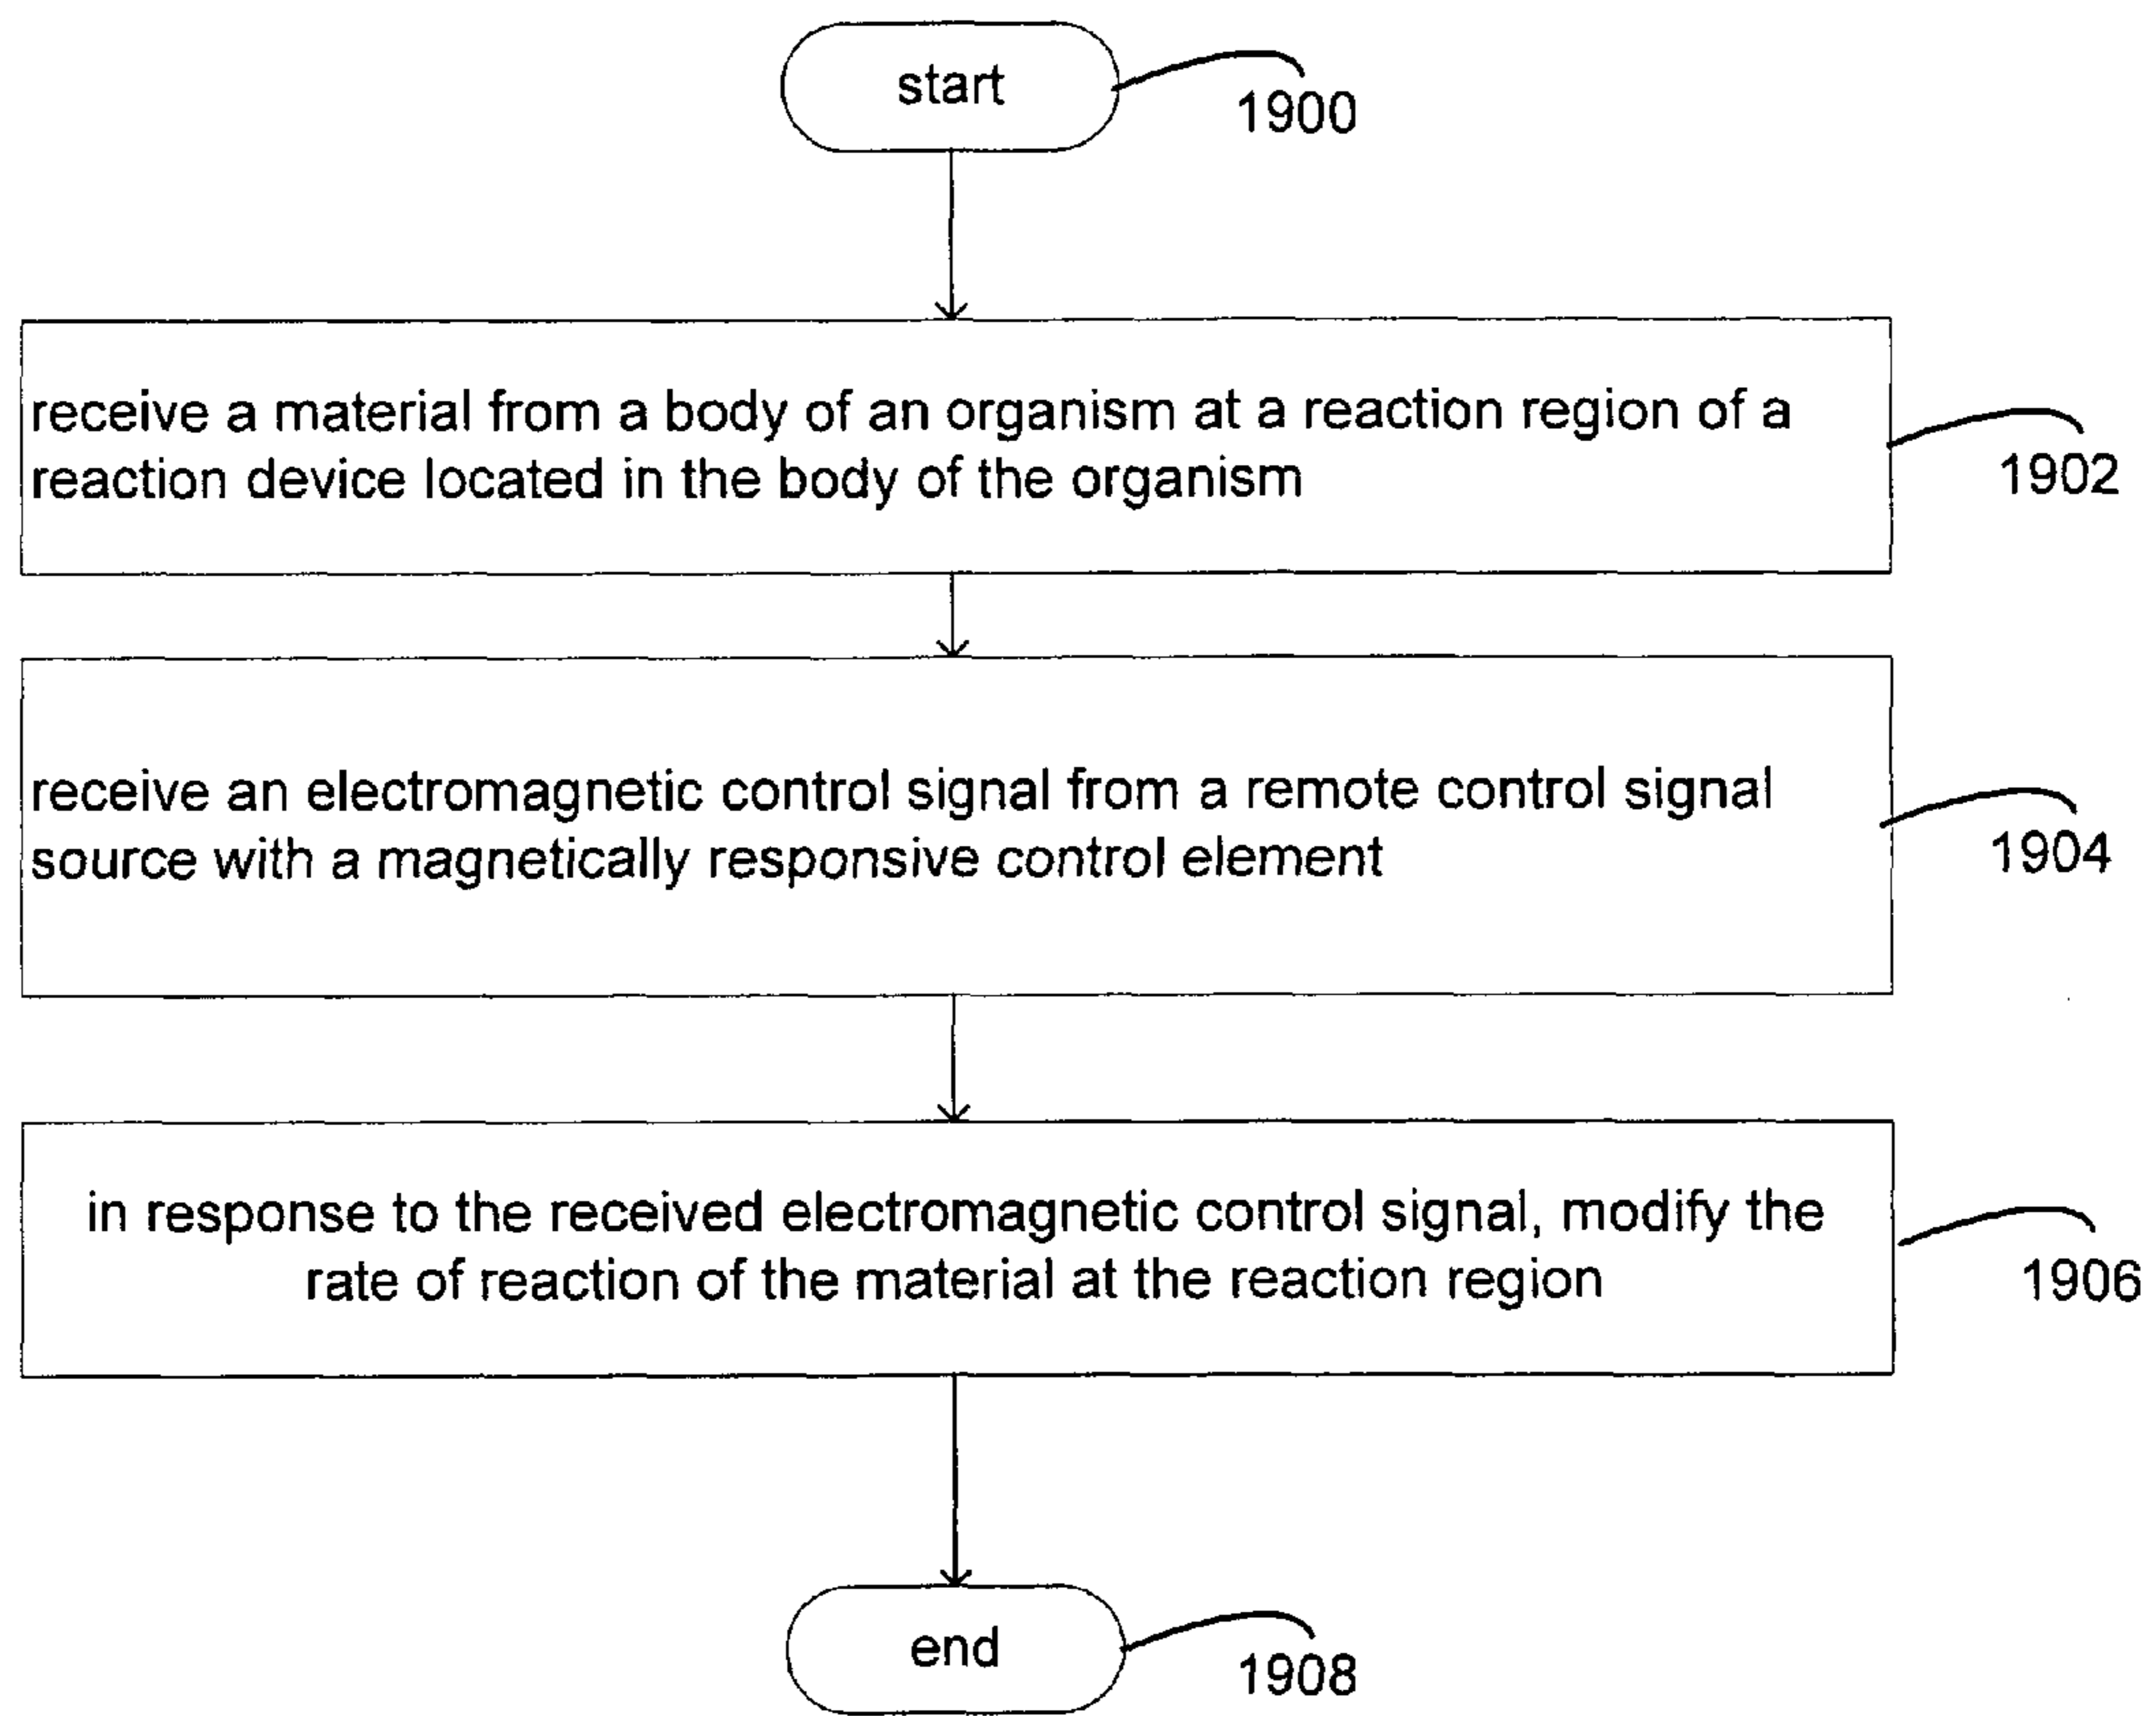 start
1900
receive a material from a body of an organism at a reaction region of a
reaction device located in the body of the organism
1902
receive an electromagnetic control signal from a remote control signal
source with a magnetically responsive control element
1904
in response to the received electromagnetic control signal, modify the
rate of reaction of the material at the reaction region
1906
end
1908